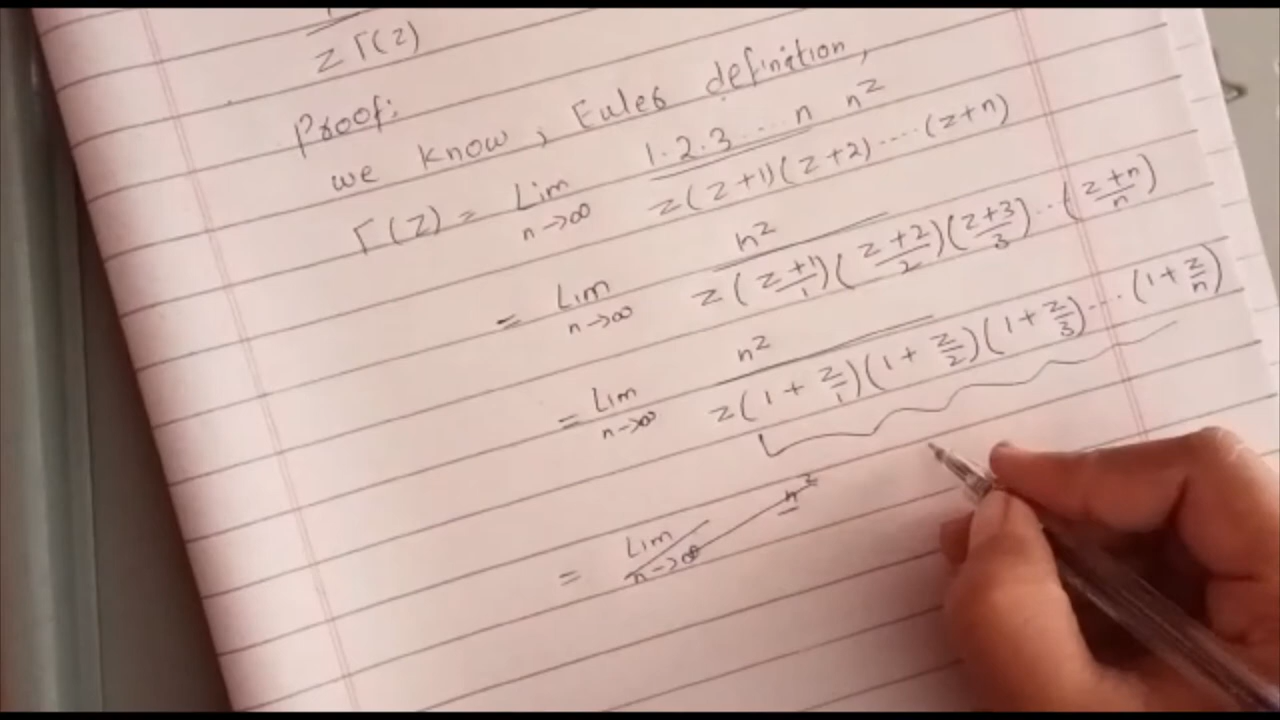 z Γ(z)
Proof:
we know, Eules definition,
Γ(z) = Lim n→∞ 1·2·3....n n^z / z(z+1)(z+2)....(z+n)
= Lim n→∞ n^z / z(z+1/1)(z+2/2)(z+3/3)..(z+n/n)
= Lim n→∞ n^z / z(1+z/1)(1+z/2)(1+z/3)....(1+z/n)
= Lim n→∞ n^z